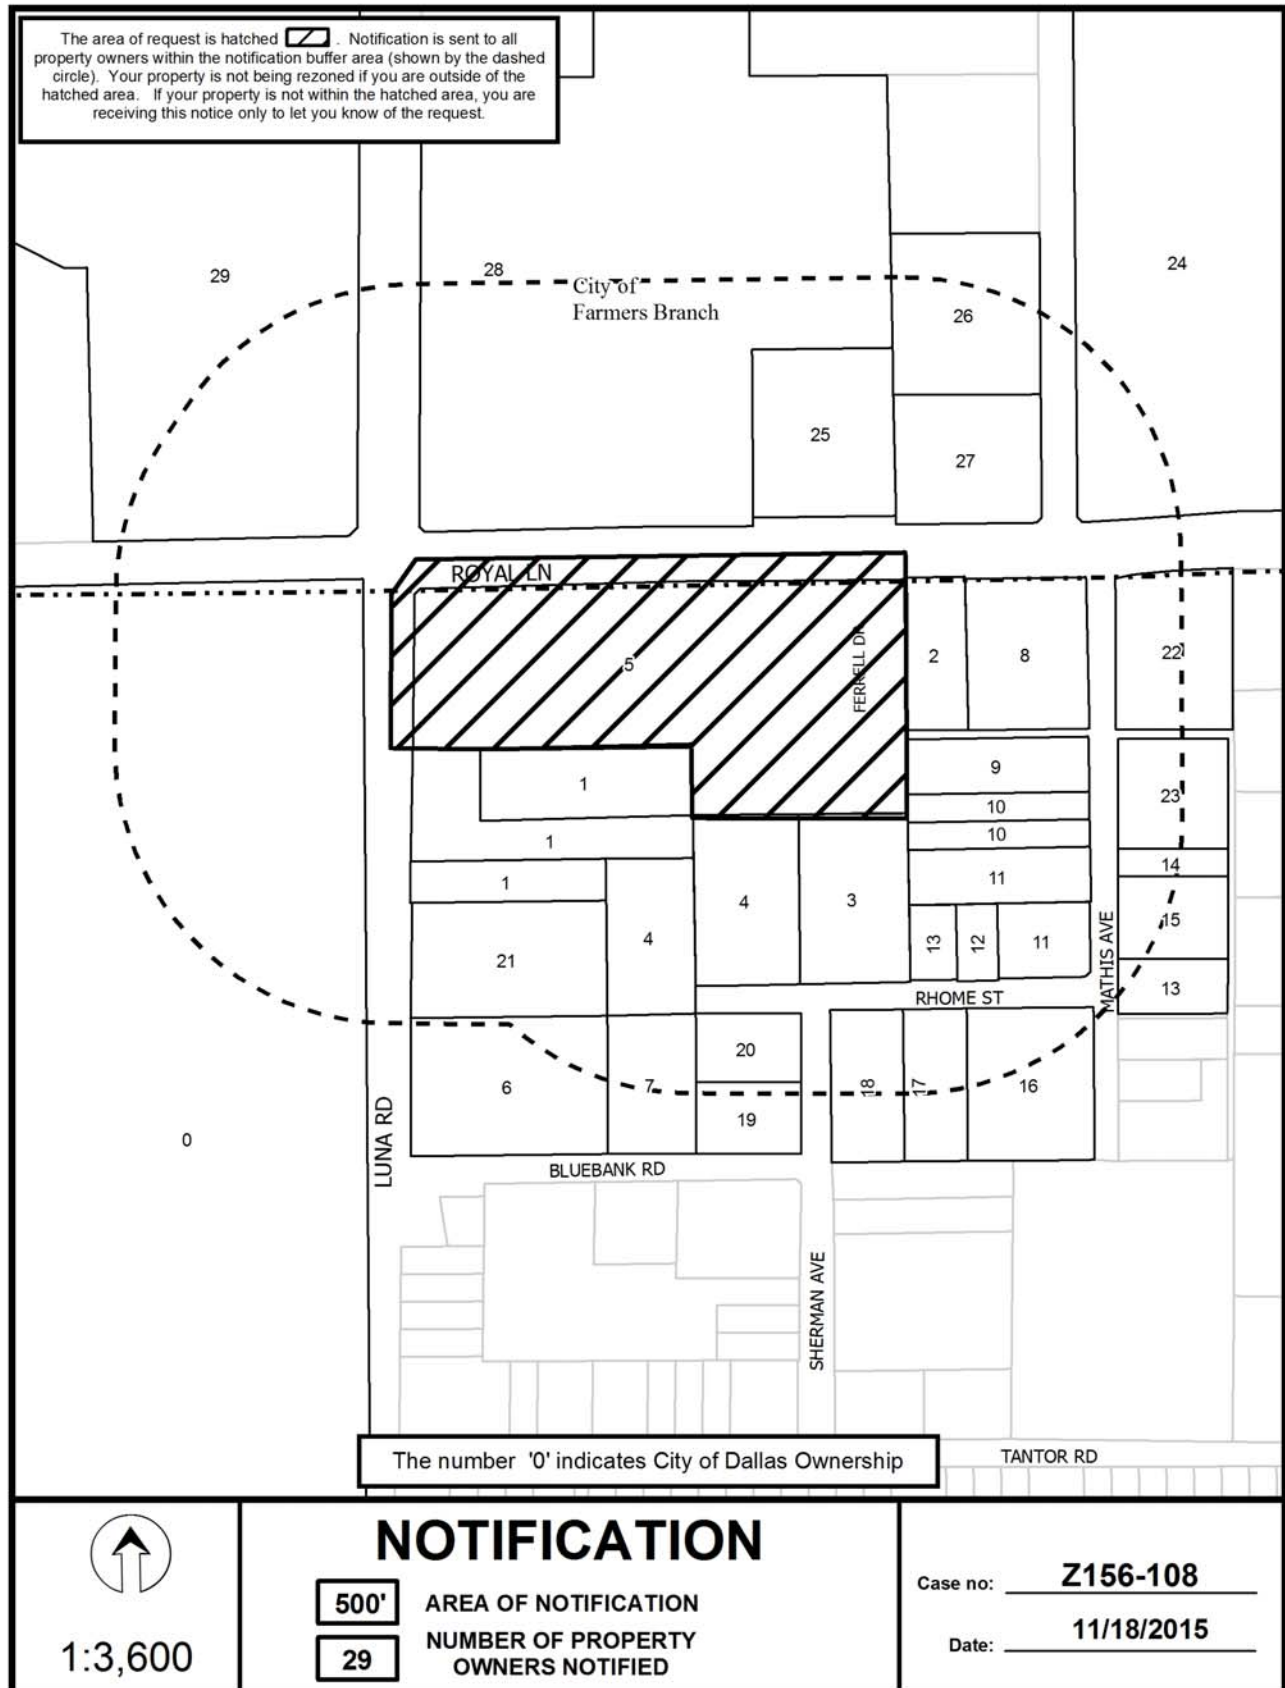 The area of request is hatched . Notification is sent to all
property owners within the notification buffer area (shown by the dashed
circle). Your property is not being rezoned if you are outside of the
hatched area. If your property is not within the hatched area, you are
receiving this notice only to let you know of the request.
29
28
City of
Farmers Branch
24
26
25
27
ROYAL LN
5
FERRELL DR
2
8
22
1
9
10
23
1
10
14
1
11
4
3
15
4
13
12
11
21
MATHIS AVE
13
RHOME ST
20
6
7
18
17
16
19
0
LUNA RD
BLUEBANK RD
SHERMAN AVE
The number '0' indicates City of Dallas Ownership
TANTOR RD
1:3,600
NOTIFICATION
500' AREA OF NOTIFICATION
29 NUMBER OF PROPERTY
OWNERS NOTIFIED
Case no: Z156-108
Date: 11/18/2015